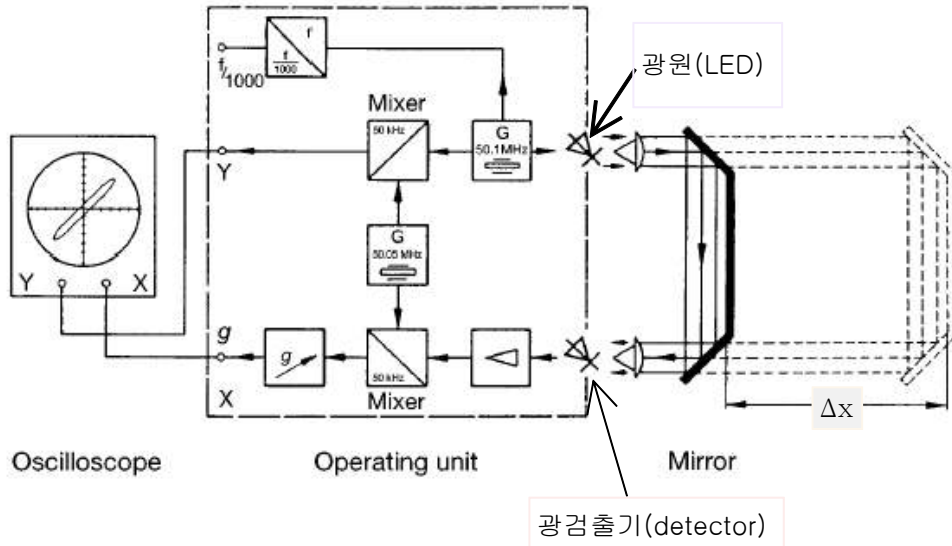 r
f
1000
f/1000
Mixer
50 kHz
G
50.1MHz
광원(LED)
Y
G
50.05 MHz
Y
X
g
g
50 kHz
X
Mixer
Δx
Oscilloscope
Operating unit
Mirror
광검출기(detector)